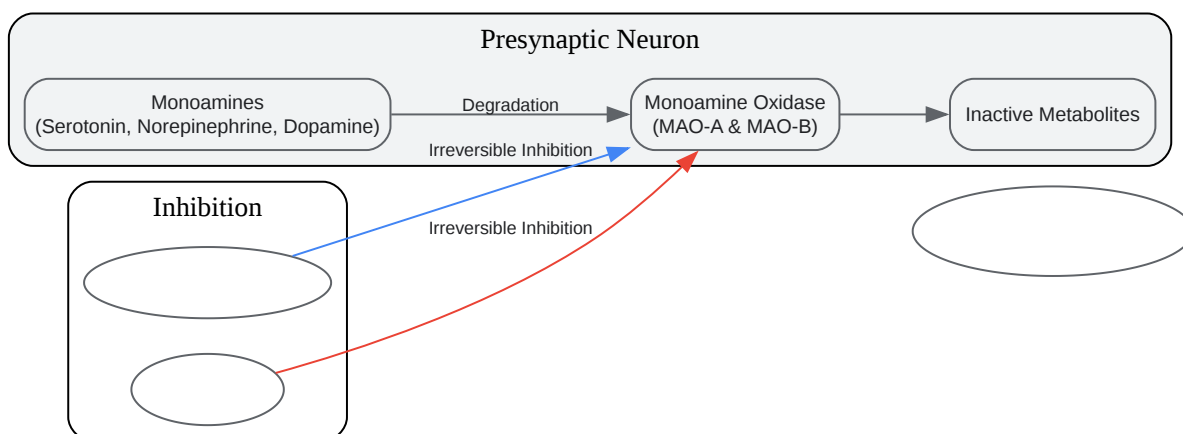 Presynaptic Neuron
Monoamines
(Serotonin, Norepinephrine, Dopamine)
Degradation
Monoamine Oxidase
(MAO-A & MAO-B)
Inactive Metabolites
Irreversible Inhibition
Inhibition
Irreversible Inhibition